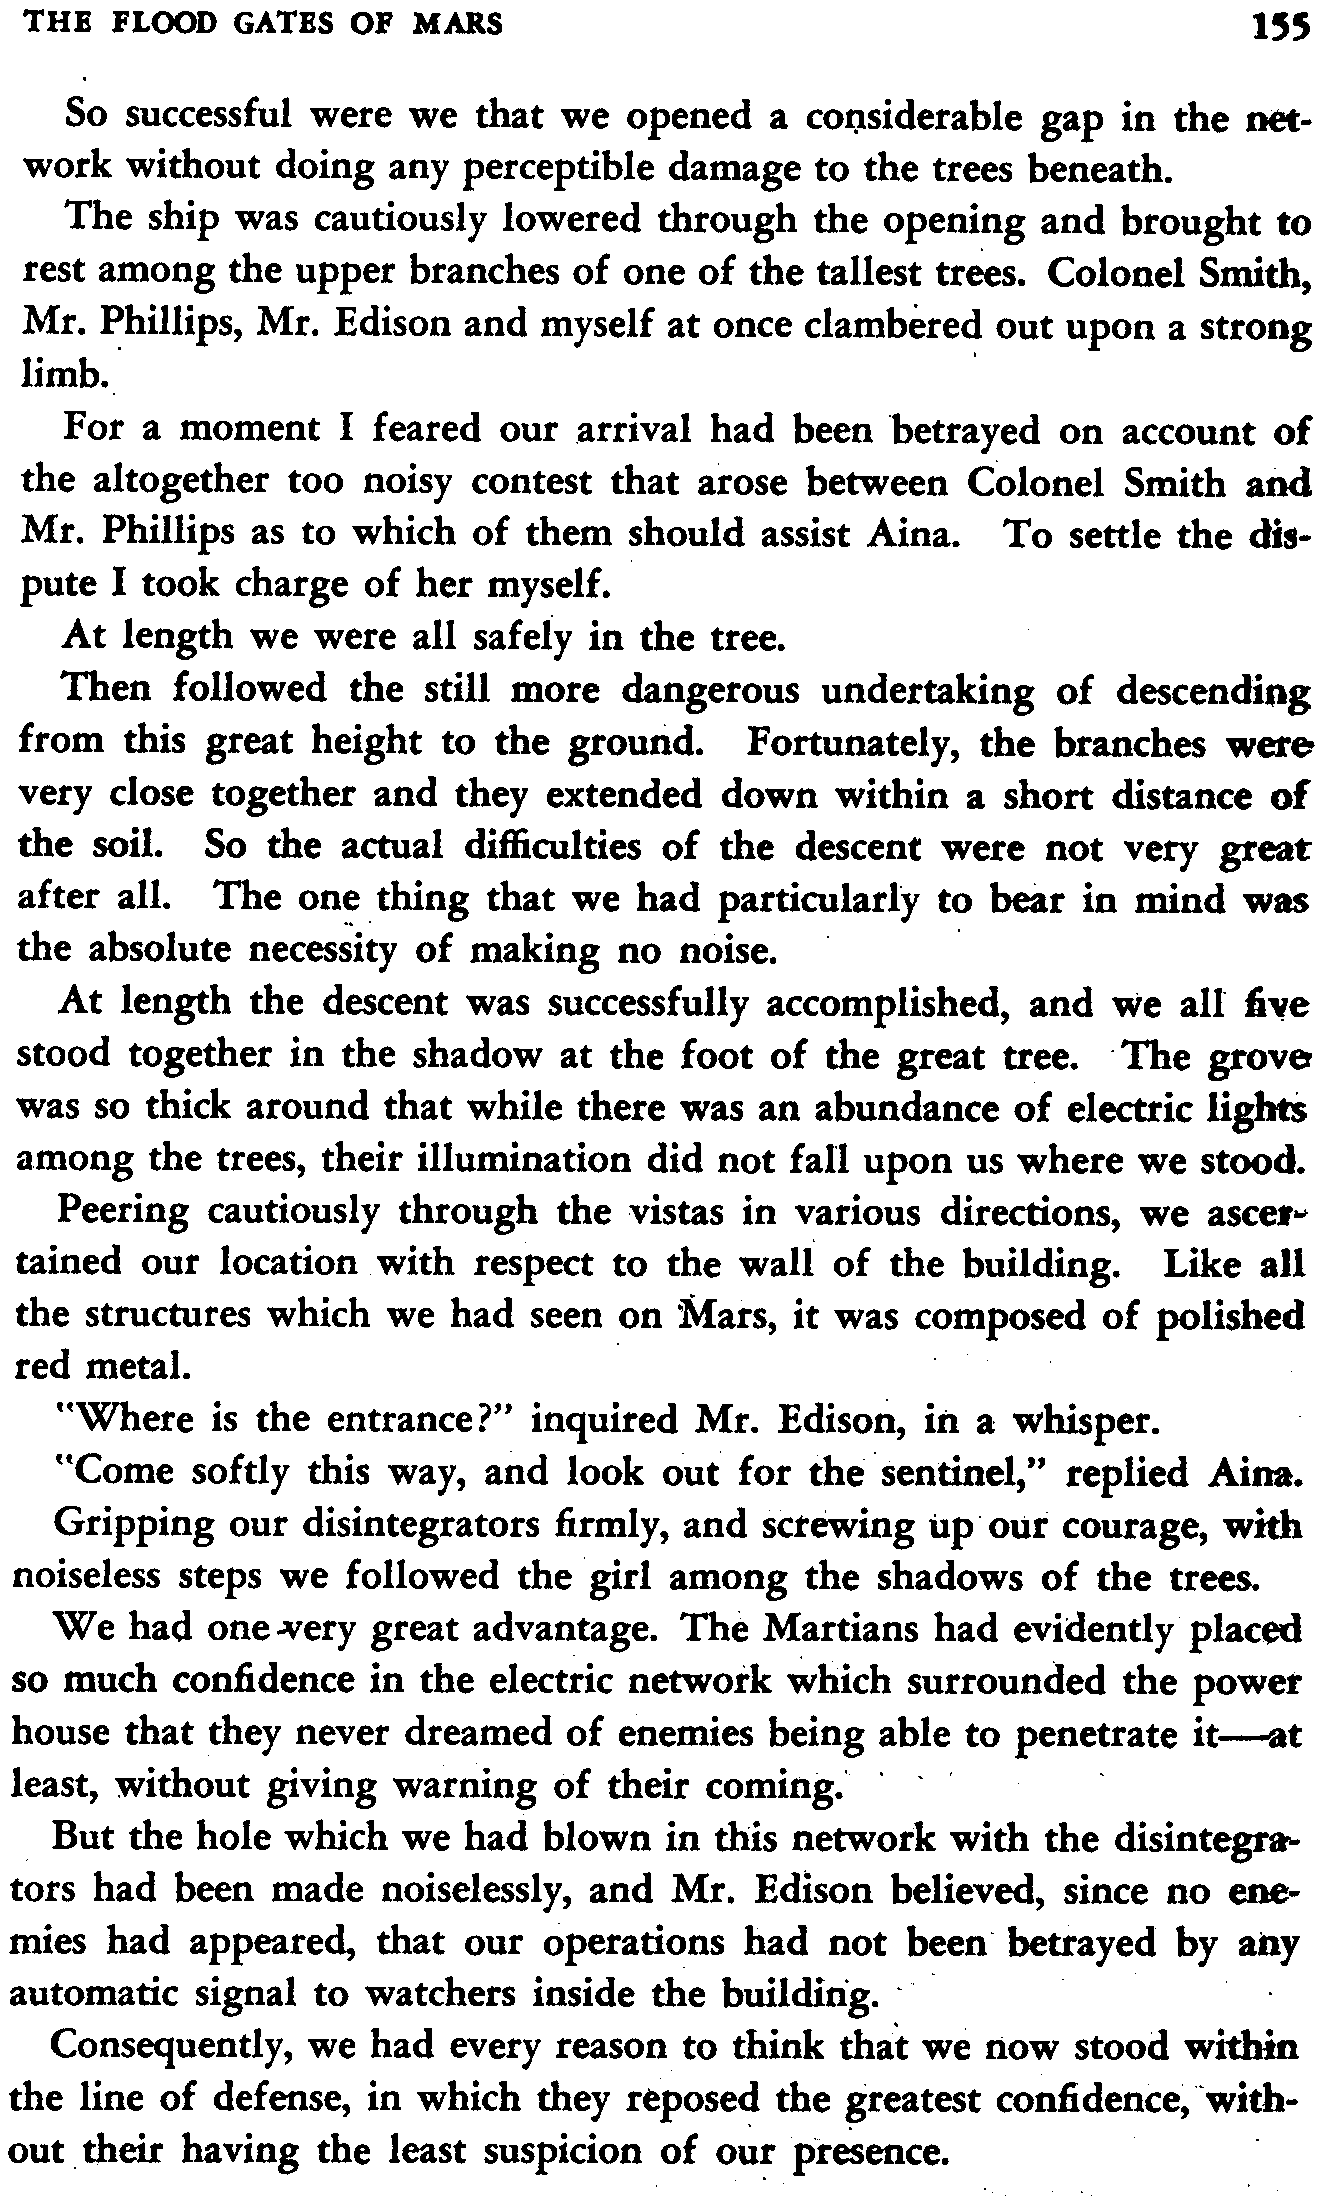 THE FLOOD GATES OF MARS 155
So successful were we that we opened a considerable gap in the net-
work without doing any perceptible damage to the trees beneath.
The ship was cautiously lowered through the opening and brought to
rest among the upper branches of one of the tallest trees. Colonel Smith,
Mr. Phillips, Mr. Edison and myself at once clambered out upon a strong
limb.
For a moment I feared our arrival had been betrayed on account of
the altogether too noisy contest that arose between Colonel Smith and
Mr. Phillips as to which of them should assist Aina. To settle the dis-
pute I took charge of her myself.
At length we were all safely in the tree.
Then followed the still more dangerous undertaking of descending
from this great height to the ground. Fortunately, the branches were
very close together and they extended down within a short distance of
the soil. So the actual difficulties of the descent were not very great
after all. The one thing that we had particularly to bear in mind was
the absolute necessity of making no noise.
At length the descent was successfully accomplished, and we all five
stood together in the shadow at the foot of the great tree. The grove
was so thick around that while there was an abundance of electric lights
among the trees, their illumination did not fall upon us where we stood.
Peering cautiously through the vistas in various directions, we ascer-
tained our location with respect to the wall of the building. Like all
the structures which we had seen on Mars, it was composed of polished
red metal.
"Where is the entrance?" inquired Mr. Edison, in a whisper.
"Come softly this way, and look out for the sentinel," replied Aina.
Gripping our disintegrators firmly, and screwing up our courage, with
noiseless steps we followed the girl among the shadows of the trees.
We had one very great advantage. The Martians had evidently placed
so much confidence in the electric network which surrounded the power
house that they never dreamed of enemies being able to penetrate it—at
least, without giving warning of their coming.
But the hole which we had blown in this network with the disintegra-
tors had been made noiselessly, and Mr. Edison believed, since no ene-
mies had appeared, that our operations had not been betrayed by any
automatic signal to watchers inside the building.
Consequently, we had every reason to think that we now stood within
the line of defense, in which they reposed the greatest confidence, with-
out their having the least suspicion of our presence.